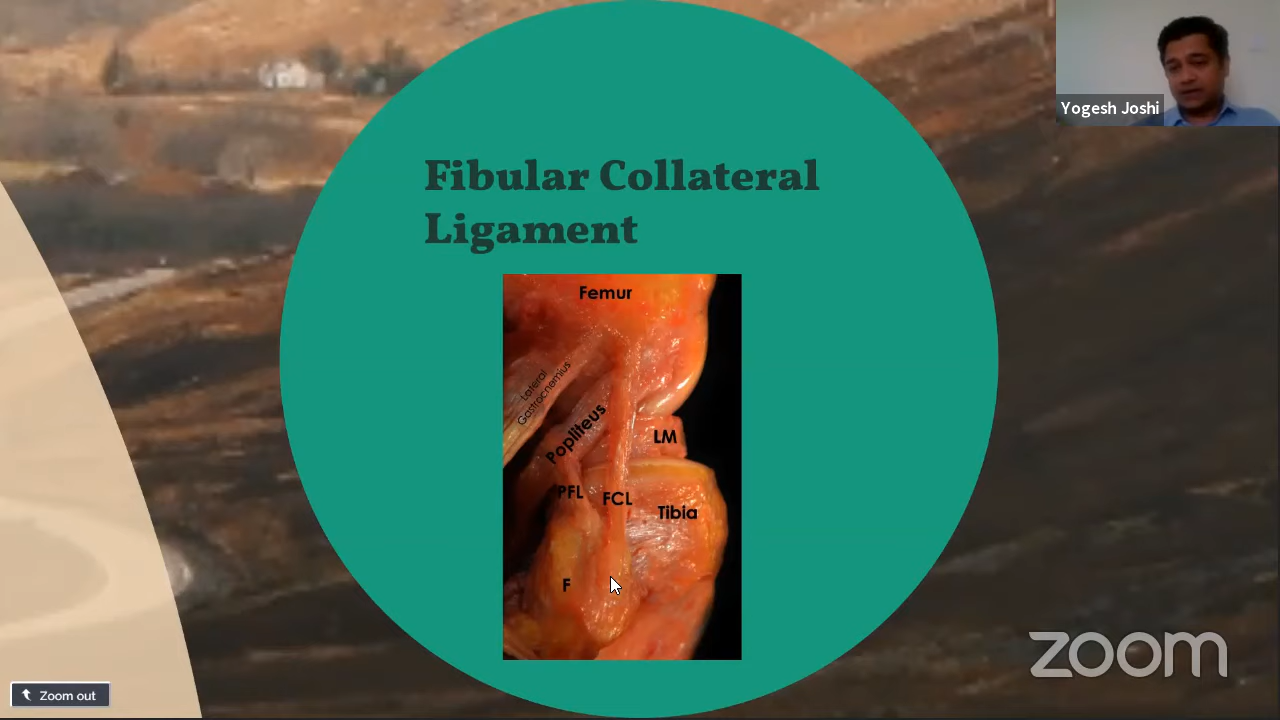 Yogesh Joshi
Fibular Collateral
Ligament
Femur
Lateral
Gastrocnemius
Popliteus
LM
PFL
FCL
Tibia
F
zoom
Zoom out